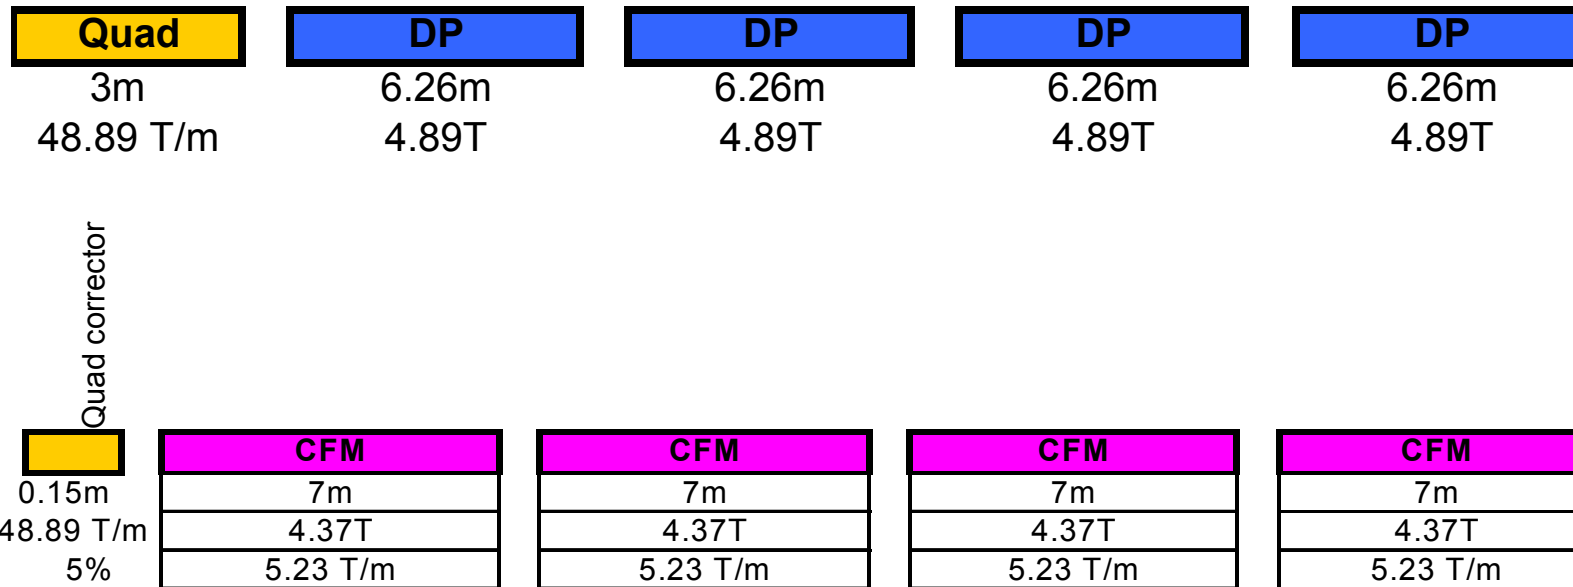 Quad DP DP DP DP
3m 6.26m 6.26m 6.26m 6.26m
48.89 T/m 4.89T 4.89T 4.89T 4.89T
Quad corrector
CFM CFM CFM CFM
0.15m 7m 7m 7m 7m
48.89 T/m 4.37T 4.37T 4.37T 4.37T
5% 5.23 T/m 5.23 T/m 5.23 T/m 5.23 T/m